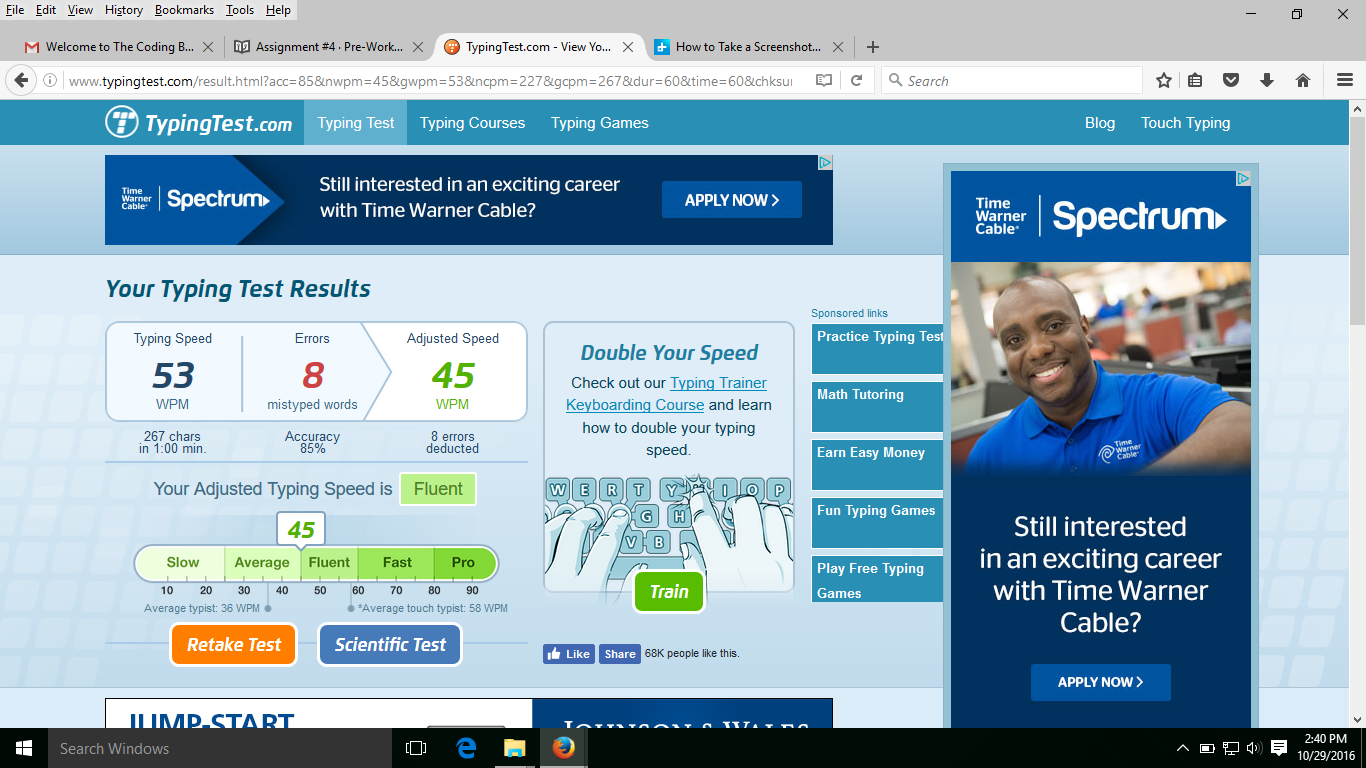 File Edit View History Bookmarks Tools Help
Welcome to The Coding B...
Assignment #4 · Pre-Work...
TypingTest.com - View Yo...
How to Take a Screenshot...
www.typingtest.com/result.html?acc=85&nwpm=45&gwpm=53&ncpm=227&gcpm=267&dur=60&time=60&chksu
Search
TypingTest.com
Typing Test
Typing Courses
Typing Games
Blog
Touch Typing
Time Warner Cable
Spectrum
Still interested in an exciting career
with Time Warner Cable?
APPLY NOW >
Your Typing Test Results
Typing Speed
53
WPM
267 chars
in 1:00 min.
Errors
8
mistyped words
Accuracy
85%
Adjusted Speed
45
WPM
8 errors
deducted
Your Adjusted Typing Speed is Fluent
45
Slow Average Fluent Fast Pro
10 20 30 40 50 60 70 80 90
Average typist: 36 WPM
*Average touch typist: 58 WPM
Retake Test
Scientific Test
Double Your Speed
Check out our Typing Trainer
Keyboarding Course and learn
how to double your typing
speed.
W E R T Y I O P
G H
V B
Train
Like Share 68K people like this.
Sponsored links
Practice Typing Test
Math Tutoring
Earn Easy Money
Fun Typing Games
Play Free Typing
Games
Time
Warner
Cable
Spectrum
Time
Warner
Cable
Still interested
in an exciting career
with Time Warner
Cable?
APPLY NOW >
JUMP-START
JOHNSON & WALES
Search Windows
2:40 PM
10/29/2016